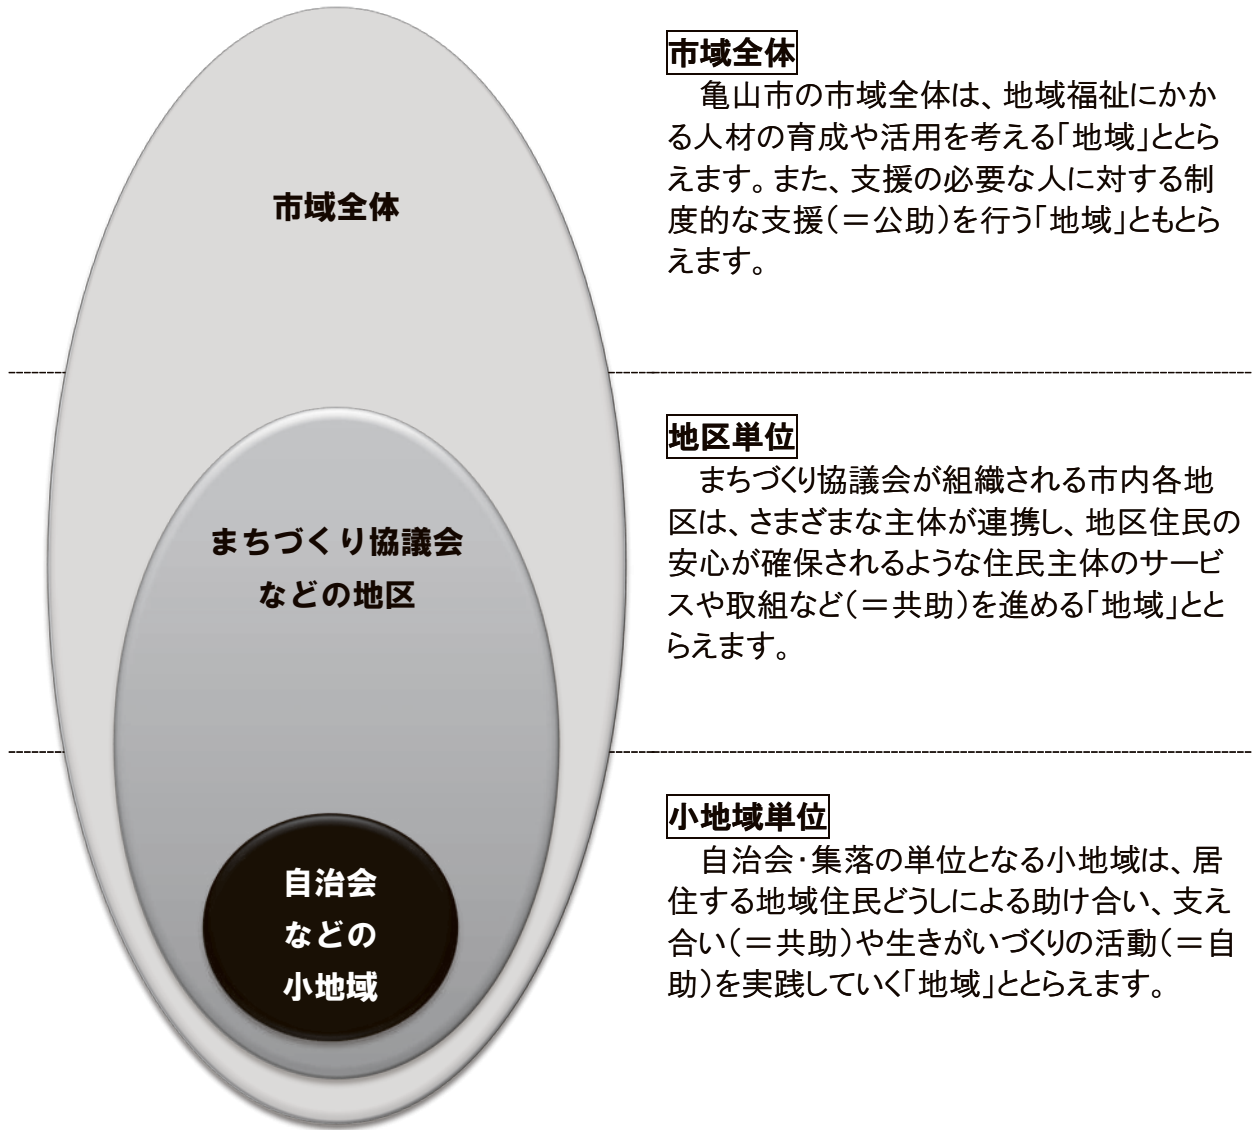 市域全体
市域全体
亀山市の市域全体は、地域福祉にかか
る人材の育成や活用を考える「地域」ととら
えます。また、支援の必要な人に対する制
度的な支援(＝公助)を行う「地域」ともとら
えます。
まちづくり協議会
などの地区
地区単位
まちづくり協議会が組織される市内各地
区は、さまざまな主体が連携し、地区住民の
安心が確保されるような住民主体のサービ
スや取組など(＝共助)を進める「地域」とと
らえます。
自治会
などの
小地域
小地域単位
自治会・集落の単位となる小地域は、居
住する地域住民どうしによる助け合い、支え
合い(＝共助)や生きがいづくりの活動(＝自
助)を実践していく「地域」ととらえます。